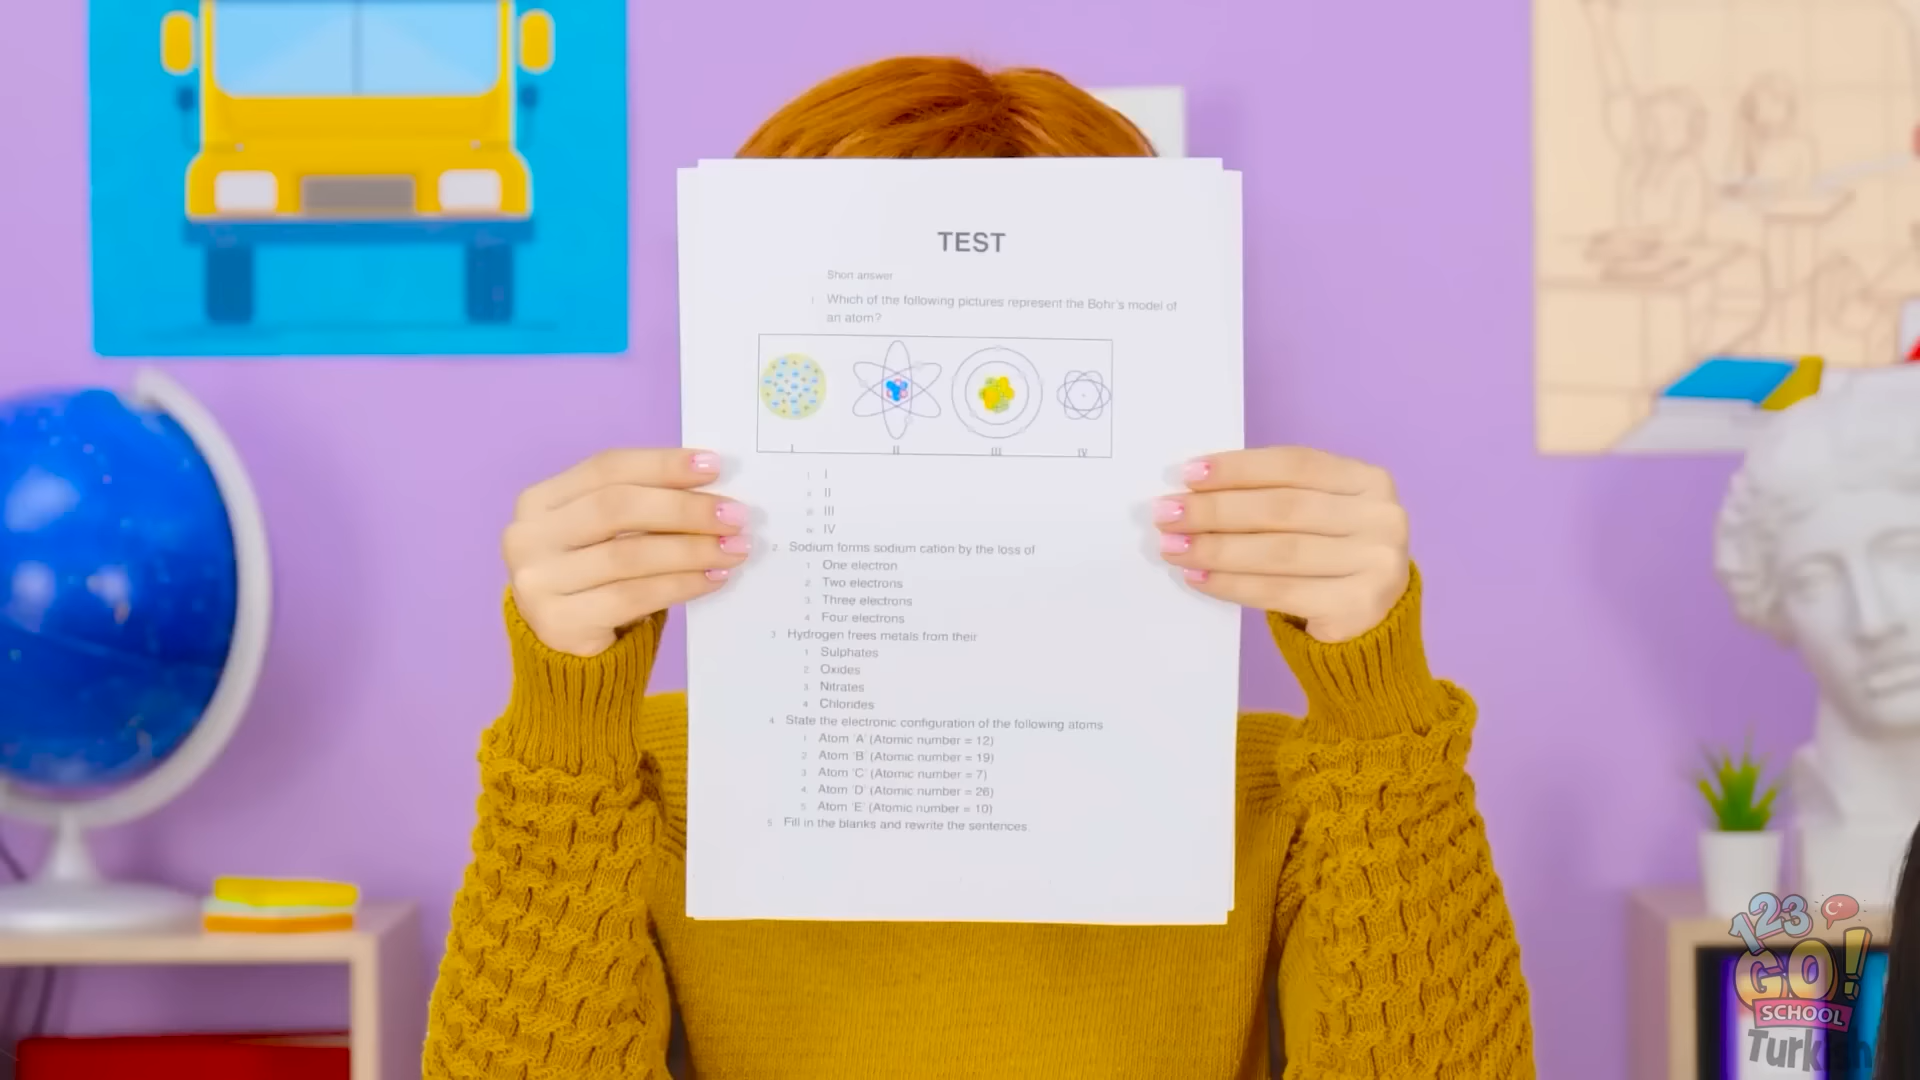 TEST
Short answer
1 Which of the following pictures represent the Bohr's model of
an atom?
I II III IV
I
II
III
IV
2 Sodium forms sodium cation by the loss of
1 One electron
2 Two electrons
3 Three electrons
4 Four electrons
3 Hydrogen frees metals from their
1 Sulphates
2 Oxides
3 Nitrates
4 Chlorides
4 State the electronic configuration of the following atoms
1 Atom 'A' (Atomic number = 12)
2 Atom 'B' (Atomic number = 19)
3 Atom 'C' (Atomic number = 7)
4 Atom 'D' (Atomic number = 26)
5 Atom 'E' (Atomic number = 10)
5 Fill in the blanks and rewrite the sentences.
123
GO!
SCHOOL
Turkish